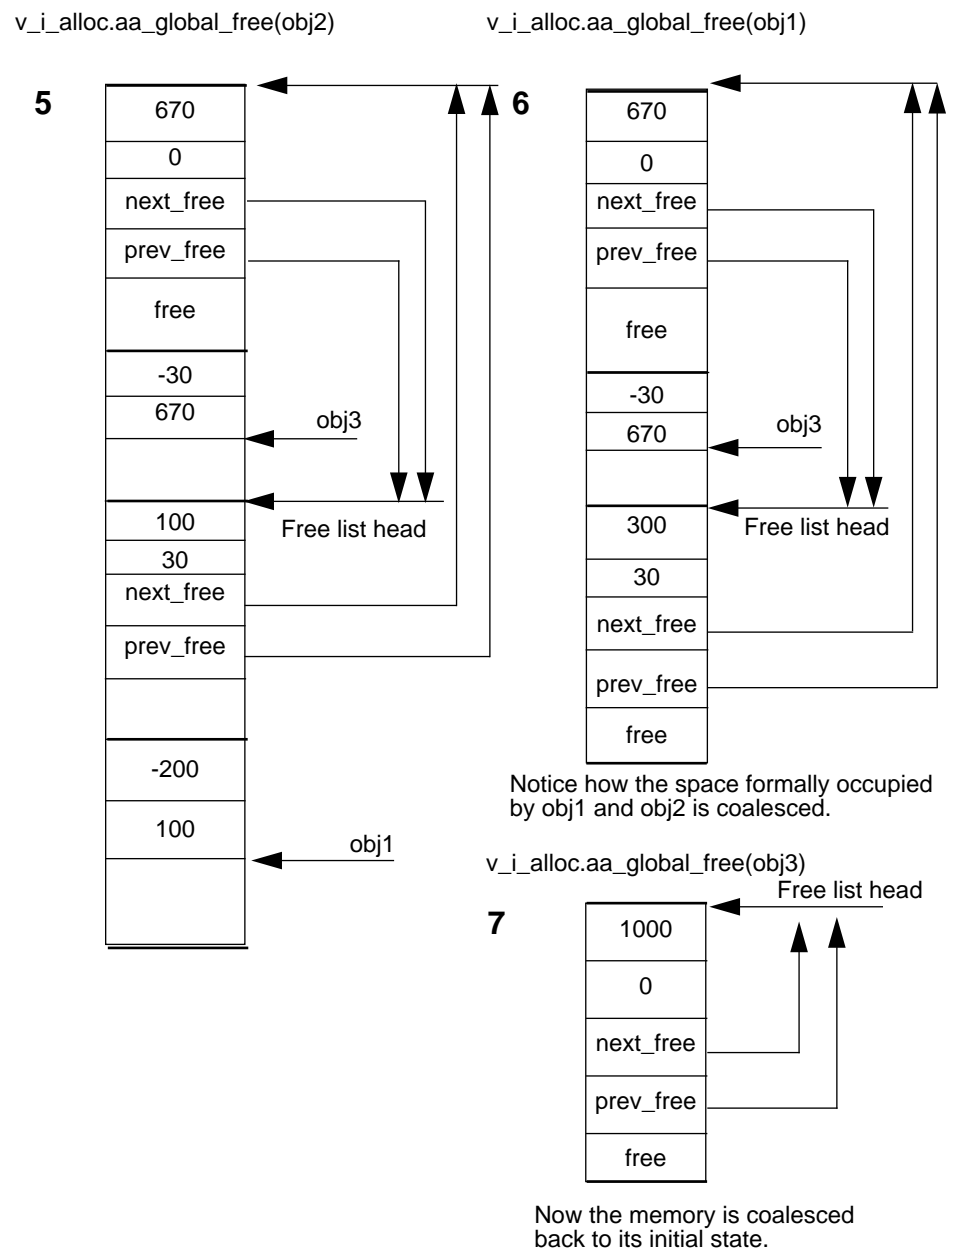 v_i_alloc.aa_global_free(obj2)
5
670
0
next_free
prev_free
free
-30
670
obj3
100
Free list head
30
next_free
prev_free
-200
100
obj1
v_i_alloc.aa_global_free(obj1)
6
670
0
next_free
prev_free
free
-30
670
obj3
300
Free list head
30
next_free
prev_free
free
Notice how the space formally occupied
by obj1 and obj2 is coalesced.
v_i_alloc.aa_global_free(obj3)
Free list head
7
1000
0
next_free
prev_free
free
Now the memory is coalesced
back to its initial state.